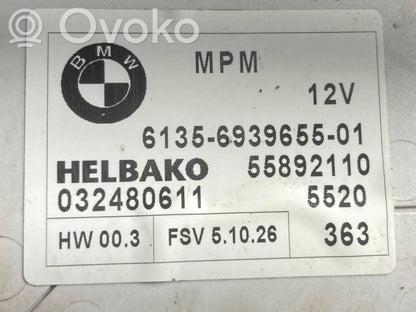 Ovoko
BMW
MPM
12V
6135-6939655-01
HELBAKO 55892110
032480611 5520
HW 00.3 FSV 5.10.26 363